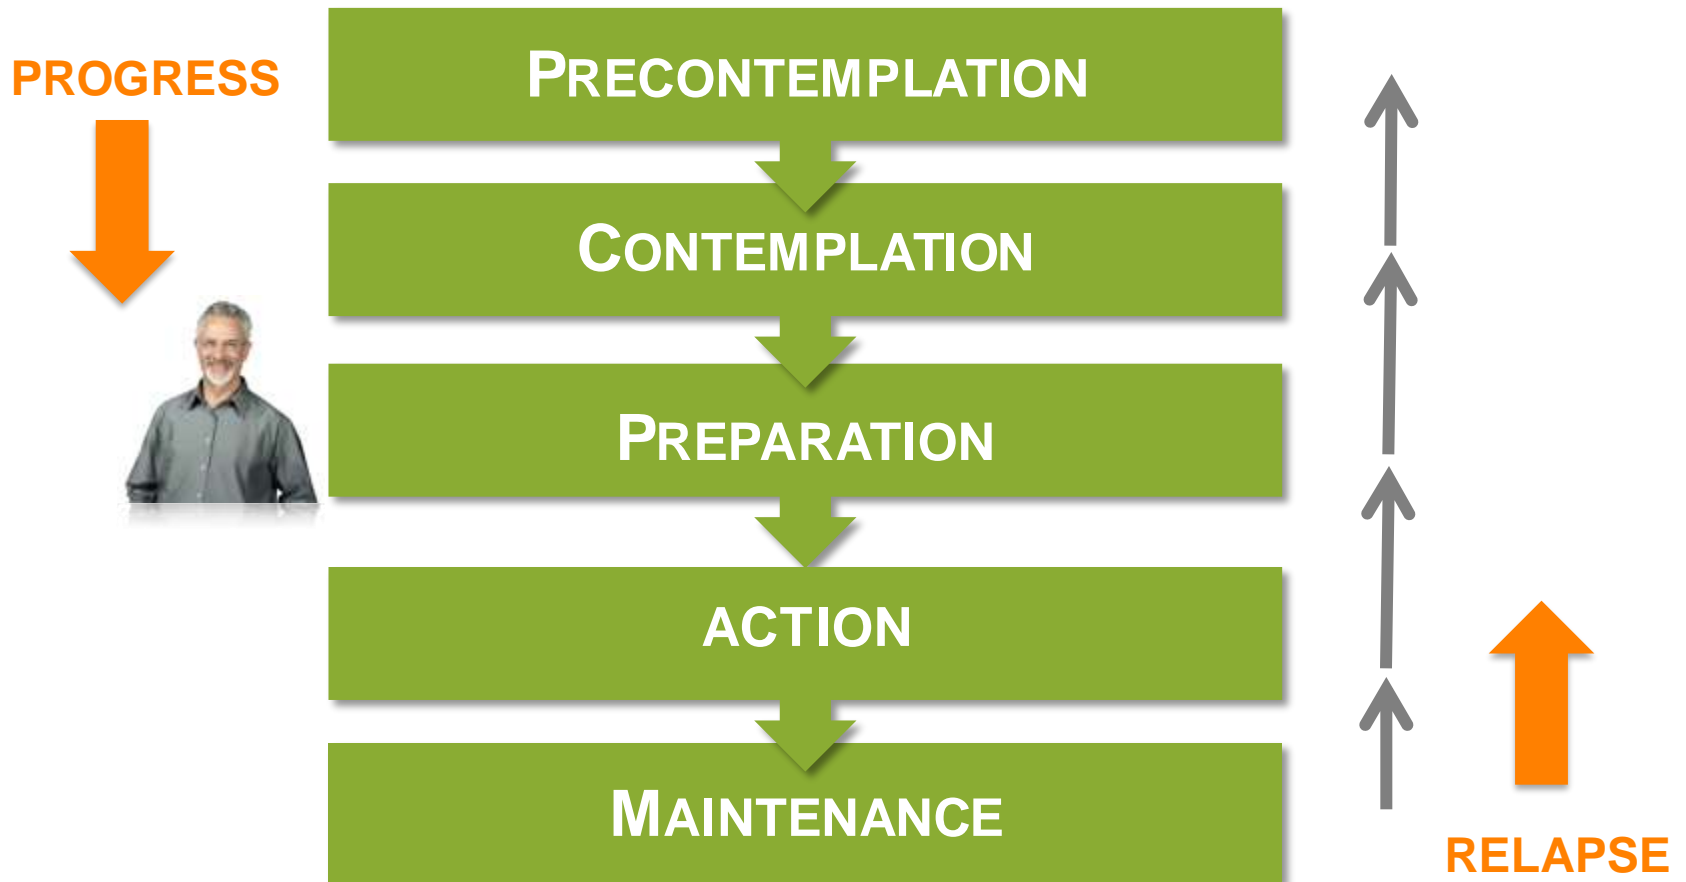 PROGRESS
PRECONTEMPLATION
CONTEMPLATION
PREPARATION
ACTION
MAINTENANCE
RELAPSE